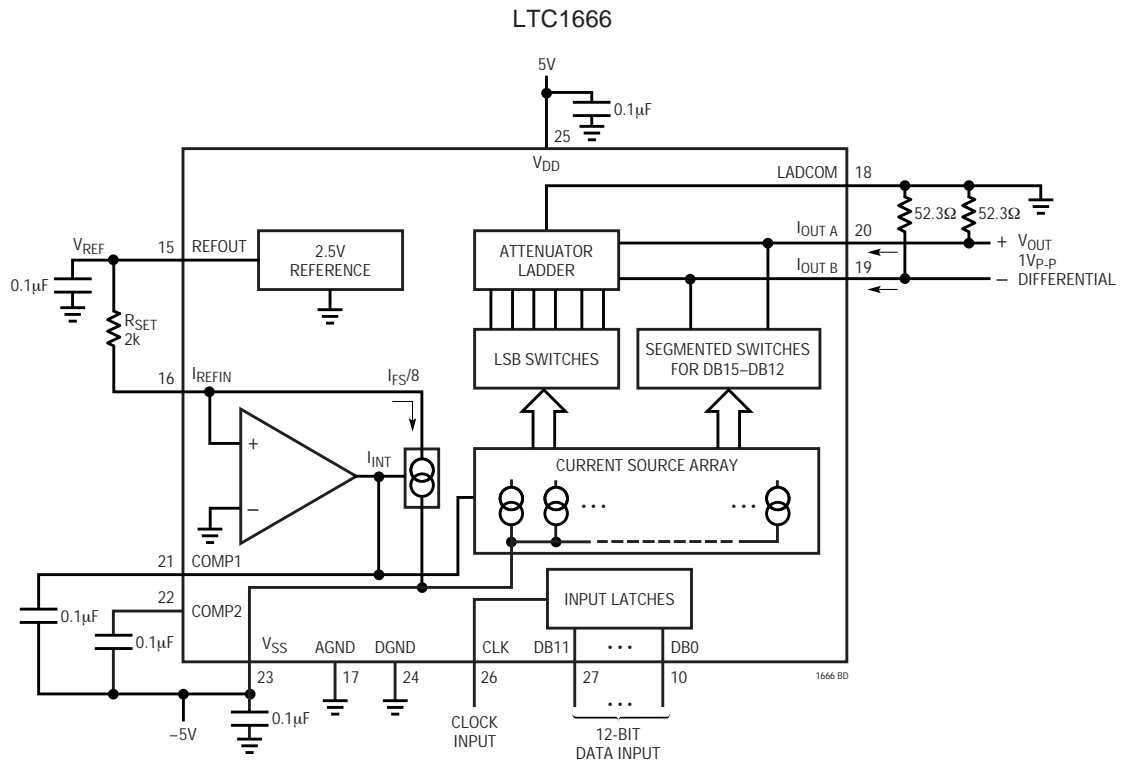 LTC1666
5V
0.1µF
25
VDD
LADCOM
18
52.3Ω
52.3Ω
VREF
15
REFOUT
2.5V
REFERENCE
ATTENUATOR
LADDER
IOUT A
20
+ VOUT
1VP-P
IOUT B
19
– DIFFERENTIAL
0.1µF
RSET
2k
LSB SWITCHES
SEGMENTED SWITCHES
FOR DB15–DB12
16
IREFIN
IFS/8
+
IINT
–
CURRENT SOURCE ARRAY
•••
•••
21
COMP1
22
COMP2
0.1µF
0.1µF
INPUT LATCHES
VSS
AGND
DGND
CLK
DB11
•••
DB0
23
17
24
26
27
10
1666 BD
–5V
0.1µF
CLOCK
INPUT
•••
12-BIT
DATA INPUT